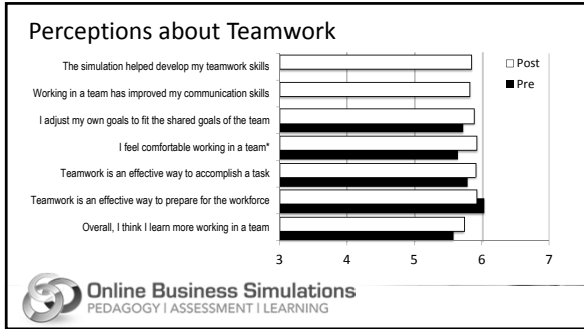 Perceptions about Teamwork
The simulation helped develop my teamwork skills
Working in a team has improved my communication skills
I adjust my own goals to fit the shared goals of the team
I feel comfortable working in a team*
Teamwork is an effective way to accomplish a task
Teamwork is an effective way to prepare for the workforce
Overall, I think I learn more working in a team
Post
Pre
3 4 5 6 7
Online Business Simulations
PEDAGOGY | ASSESSMENT | LEARNING